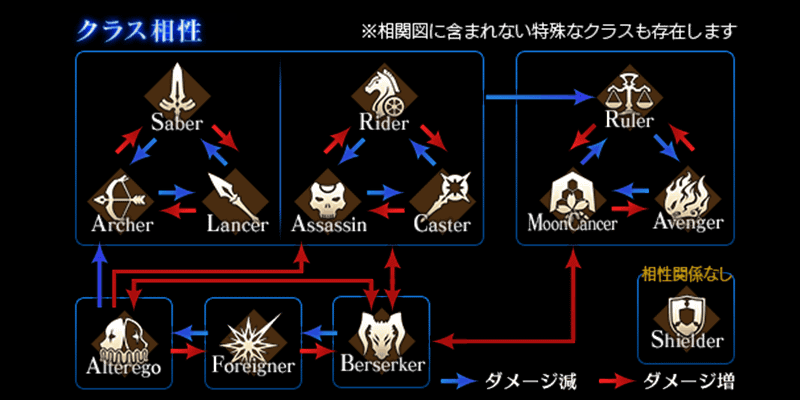 クラス相性
※相関図に含まれない特殊なクラスも存在します
Saber
Archer
Lancer
Rider
Assassin
Caster
Ruler
MoonCancer
Avenger
Alterego
Foreigner
Berserker
相性関係なし
Shielder
ダメージ減
ダメージ増